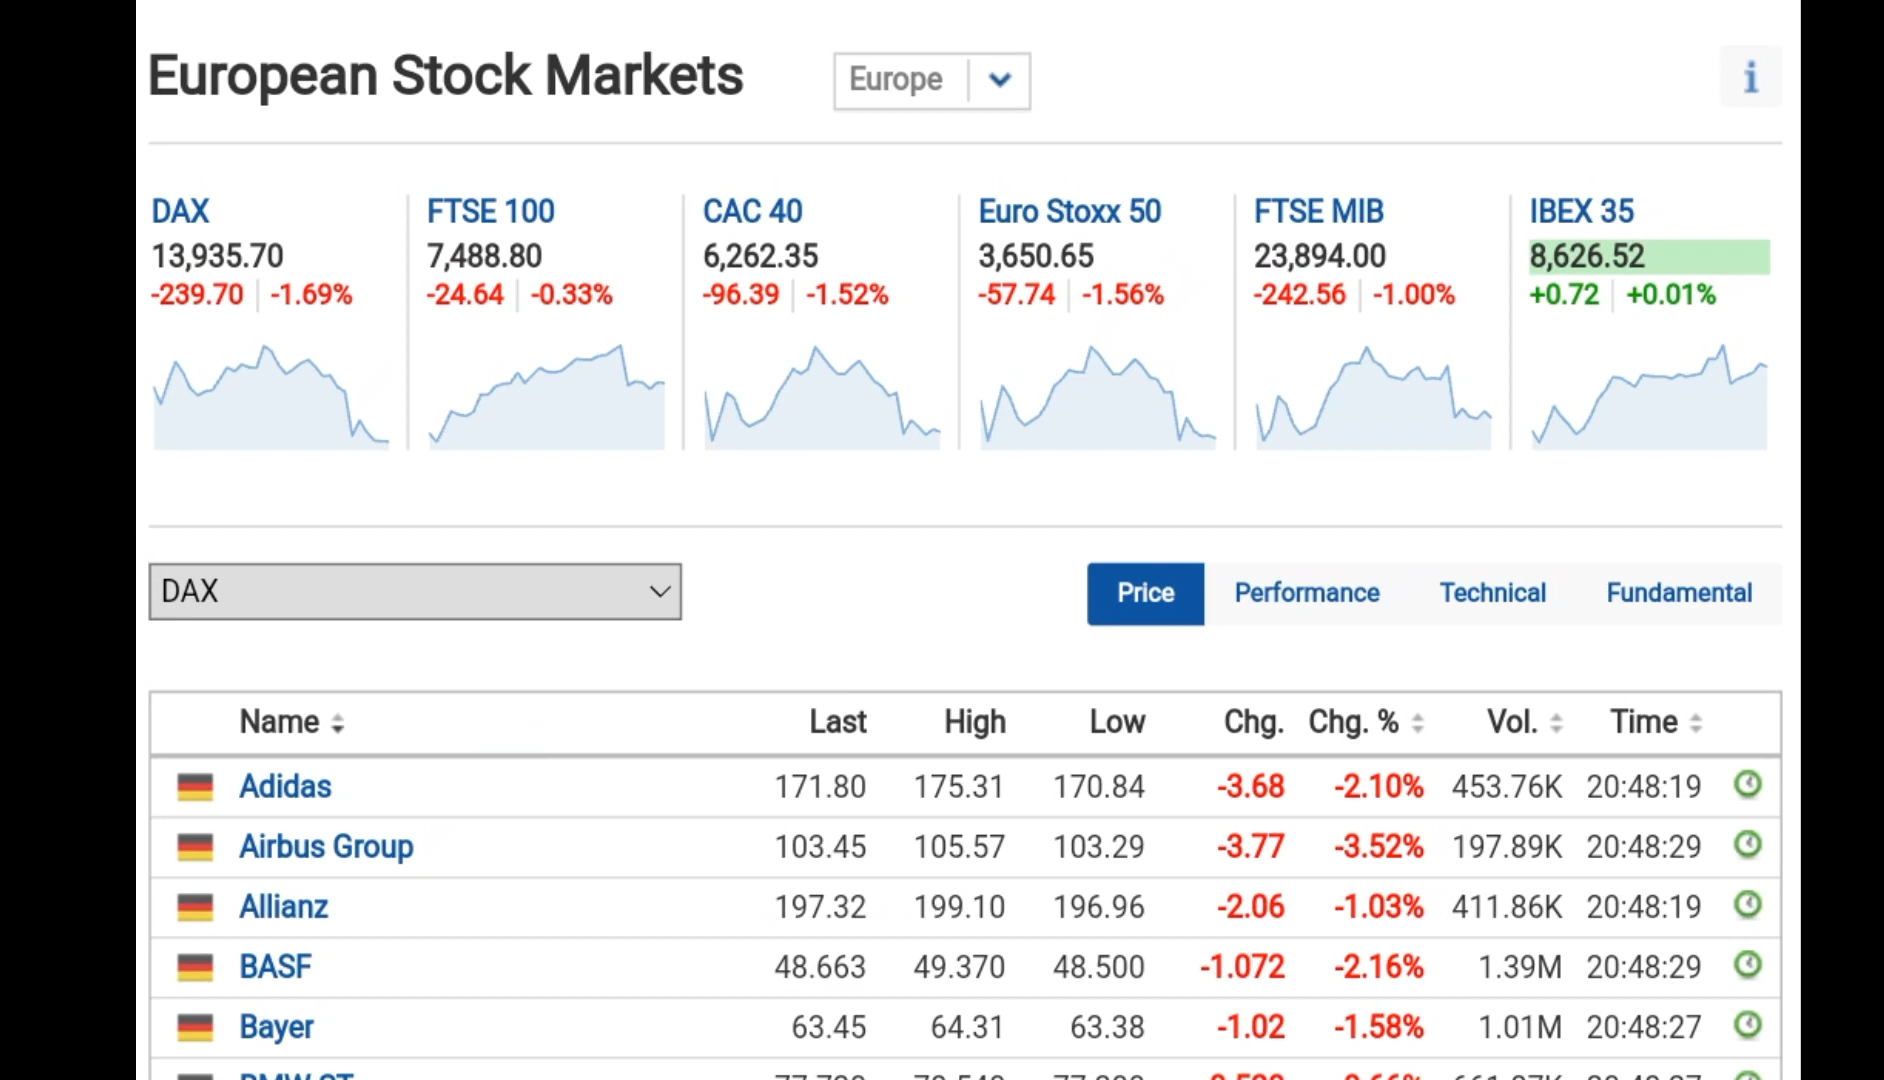 European Stock Markets
Europe
i
DAX
13,935.70
-239.70 -1.69%
FTSE 100
7,488.80
-24.64 -0.33%
CAC 40
6,262.35
-96.39 -1.52%
Euro Stoxx 50
3,650.65
-57.74 -1.56%
FTSE MIB
23,894.00
-242.56 -1.00%
IBEX 35
8,626.52
+0.72 +0.01%
DAX
Price Performance Technical Fundamental
Name Last High Low Chg. Chg. % Vol. Time
Adidas 171.80 175.31 170.84 -3.68 -2.10% 453.76K 20:48:19
Airbus Group 103.45 105.57 103.29 -3.77 -3.52% 197.89K 20:48:29
Allianz 197.32 199.10 196.96 -2.06 -1.03% 411.86K 20:48:19
BASF 48.663 49.370 48.500 -1.072 -2.16% 1.39M 20:48:29
Bayer 63.45 64.31 63.38 -1.02 -1.58% 1.01M 20:48:27